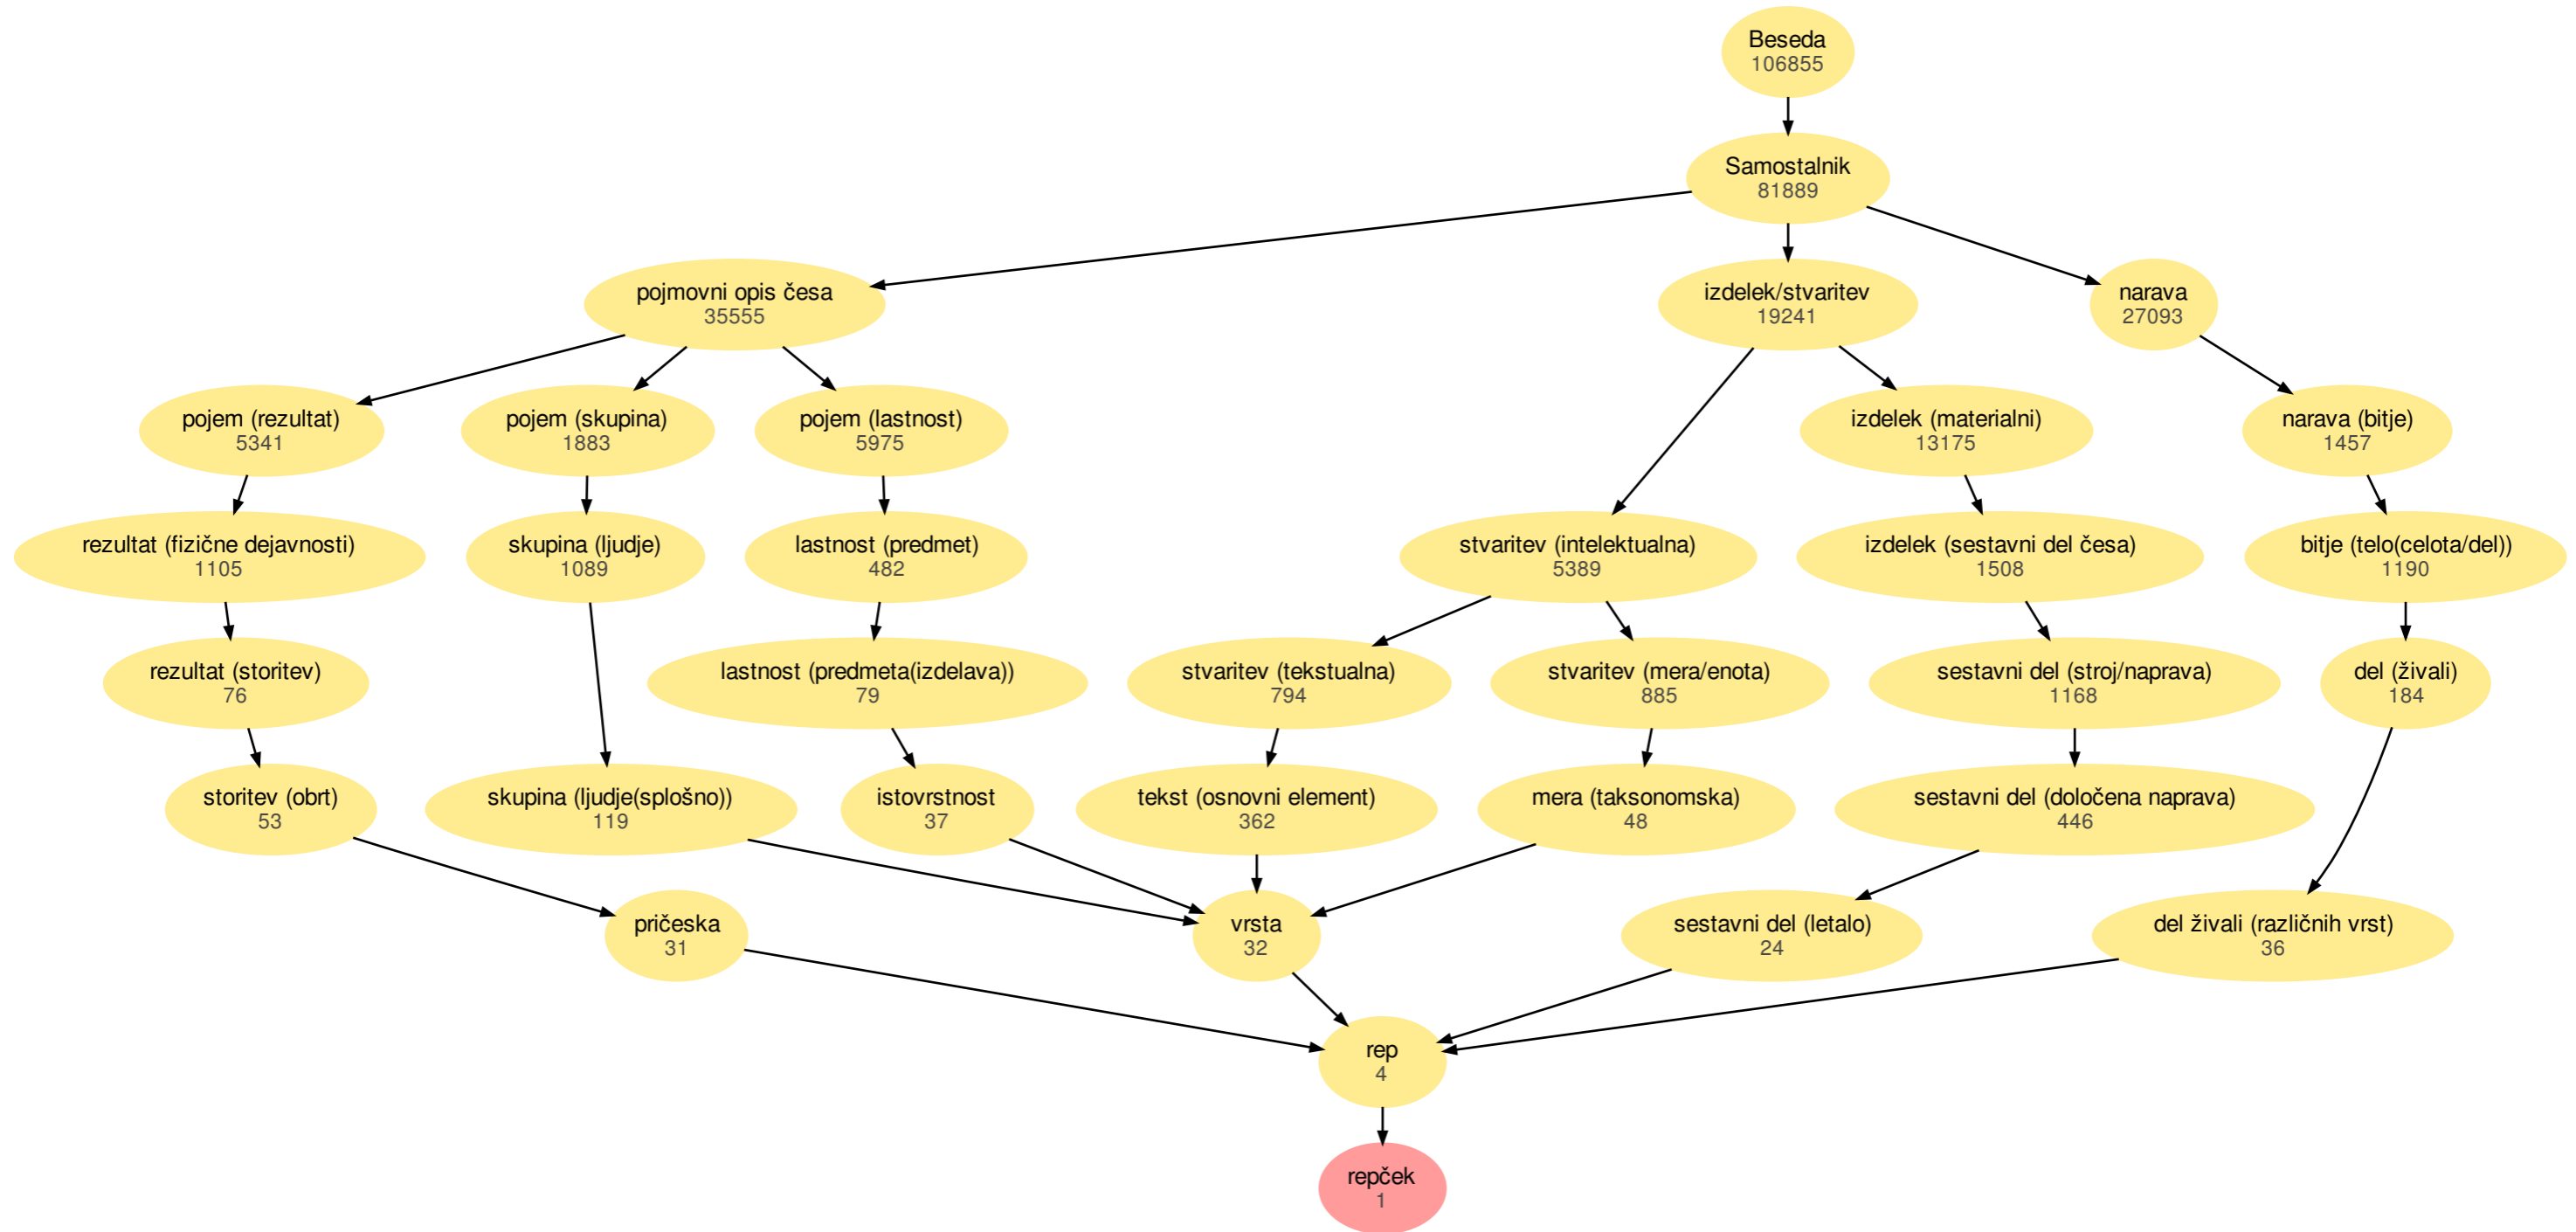 Beseda
106855
Samostalnik
81889
pojmovni opis česa
35555
izdelek/stvaritev
19241
narava
27093
pojem (rezultat)
5341
pojem (skupina)
1883
pojem (lastnost)
5975
izdelek (materialni)
13175
narava (bitje)
1457
rezultat (fizične dejavnosti)
1105
skupina (ljudje)
1089
lastnost (predmet)
482
stvaritev (intelektualna)
5389
izdelek (sestavni del česa)
1508
bitje (telo(celota/del))
1190
rezultat (storitev)
76
lastnost (predmeta(izdelava))
79
stvaritev (tekstualna)
794
stvaritev (mera/enota)
885
sestavni del (stroj/naprava)
1168
del (živali)
184
storitev (obrt)
53
skupina (ljudje(splošno))
119
istovrstnost
37
tekst (osnovni element)
362
mera (taksonomska)
48
sestavni del (določena naprava)
446
pričeska
31
vrsta
32
sestavni del (letalo)
24
del živali (različnih vrst)
36
rep
4
repček
1